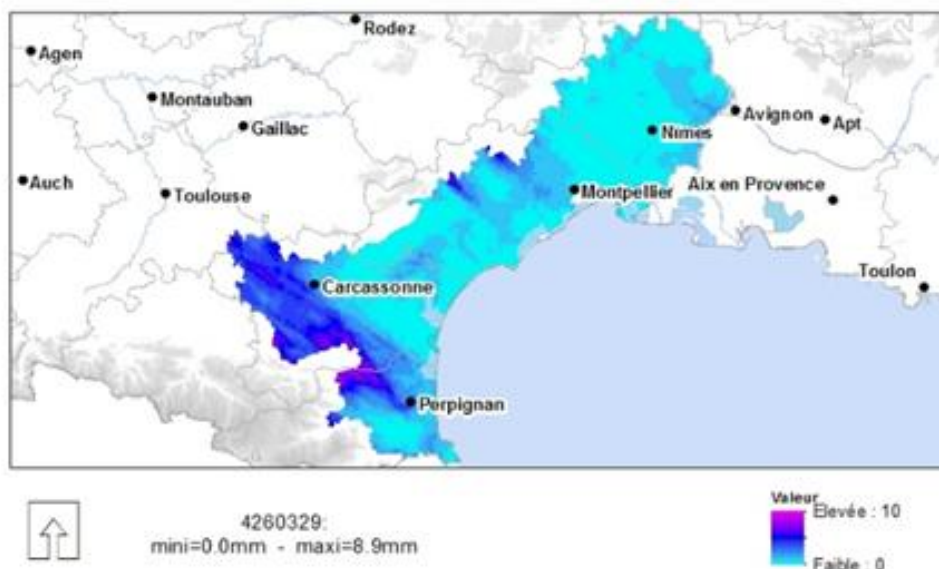 Rodez
Agen
Montauban
Gaillac
Avignon
Apt
Nimes
Auch
Toulouse
Montpellier
Aix en Provence
Carcassonne
Toulon
Perpignan
4260329:
mini=0.0mm - maxi=8.9mm
Valeur
Elevée : 10
Faible : 0